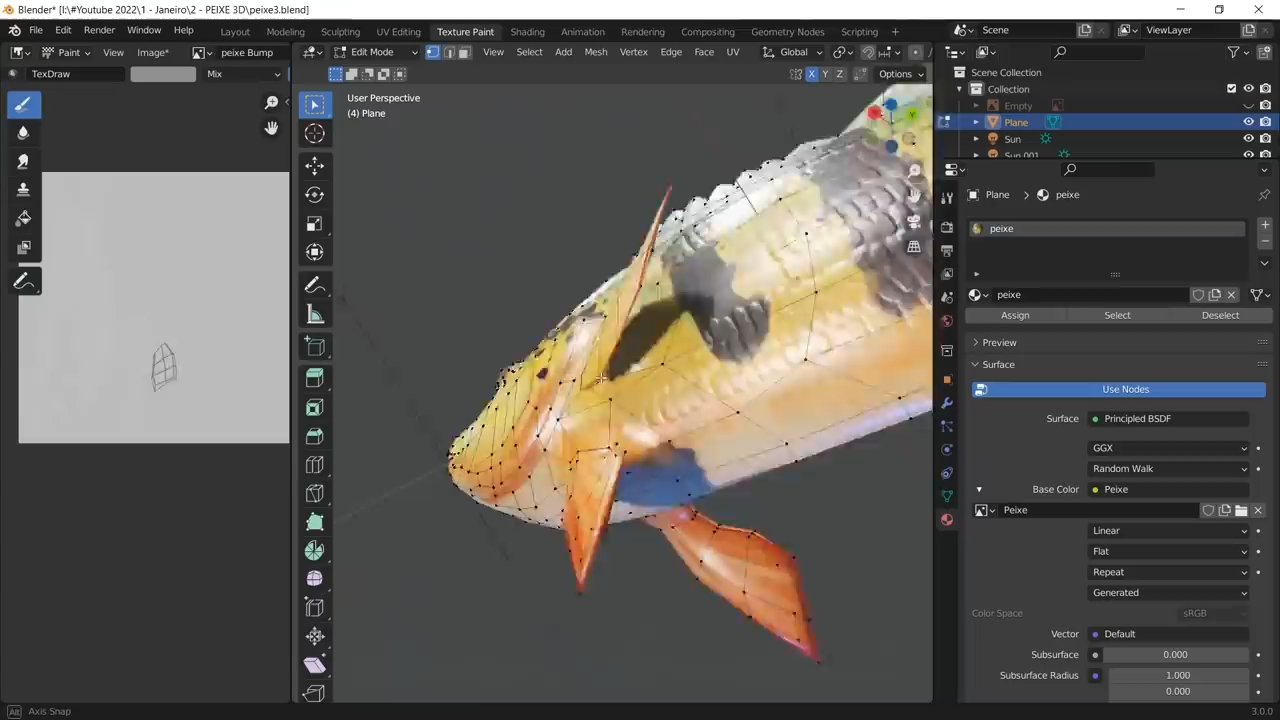 Blender* [I:\#Youtube 2022\1 - Janeiro\2 - PEIXE 3D\peixe3.blend]
File Edit Render Window Help Layout Modeling Sculpting UV Editing Texture Paint Shading Animation Rendering Compositing Geometry Nodes Scripting + Scene ViewLayer
Paint View Image* peixe Bump Edit Mode View Select Add Mesh Vertex Edge Face UV Global
TexDraw Mix X Y Z Options
Scene Collection
Collection
Empty
Plane
Sun
Sun.001
User Perspective
(4) Plane
Plane > peixe
peixe
peixe
Assign Select Deselect
Preview
Surface
Use Nodes
Surface: Principled BSDF
GGX
Random Walk
Base Color Peixe
Peixe
Linear
Flat
Repeat
Generated
Color Space sRGB
Vector Default
Subsurface 0.000
Subsurface Radius 1.000
0.000
Alt Axis Snap 3.0.0